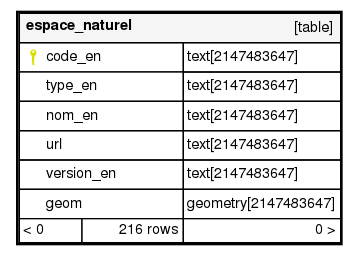 espace_naturel [table]
code_en text[2147483647]
type_en text[2147483647]
nom_en text[2147483647]
url text[2147483647]
version_en text[2147483647]
geom geometry[2147483647]
< 0 216 rows 0 >